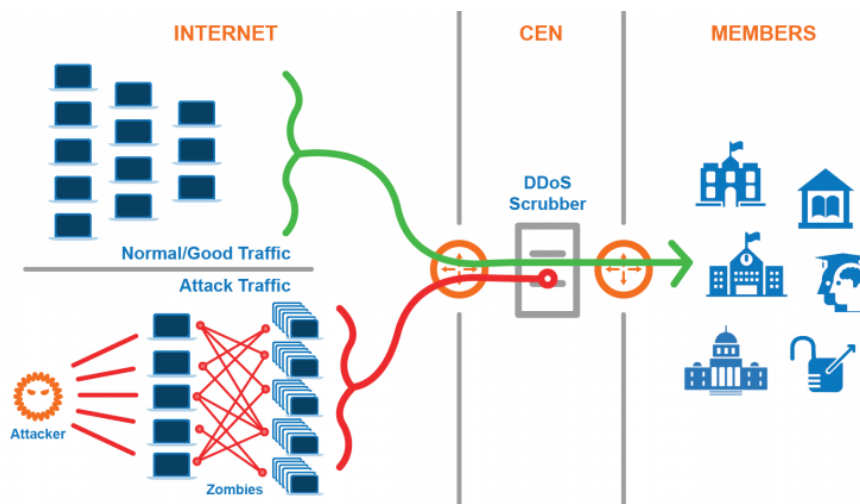 INTERNET
CEN
MEMBERS
DDoS
Scrubber
Normal/Good Traffic
Attack Traffic
Attacker
Zombies